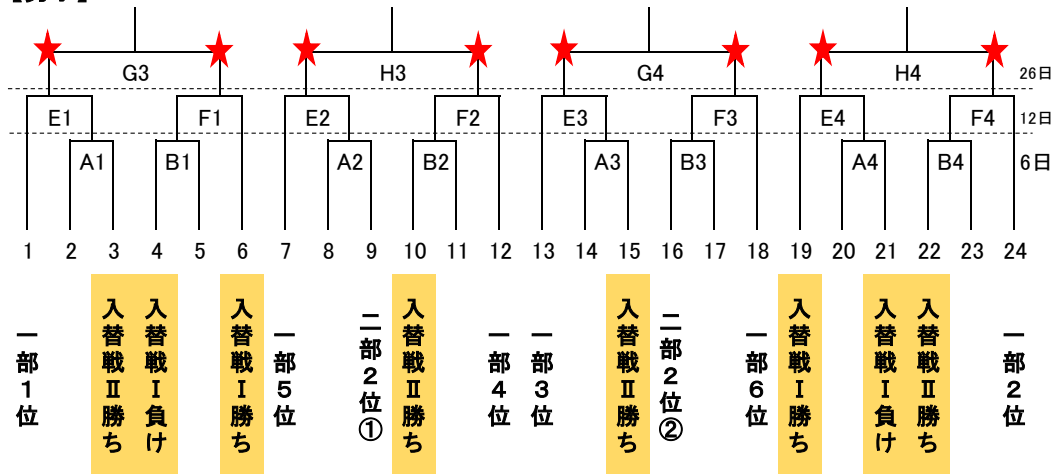 G3 H3 G4 H4 26日
E1 F1 E2 F2 E3 F3 E4 F4 12日
A1 B1 A2 B2 A3 B3 A4 B4 6日
1 2 3 4 5 6 7 8 9 10 11 12 13 14 15 16 17 18 19 20 21 22 23 24
一部1位
入替戦Ⅱ勝ち
入替戦Ⅰ負け
入替戦Ⅰ勝ち
一部5位
二部2位①
入替戦Ⅱ勝ち
一部4位
一部3位
入替戦Ⅱ勝ち
二部2位②
一部6位
入替戦Ⅰ勝ち
入替戦Ⅰ負け
入替戦Ⅱ勝ち
一部2位